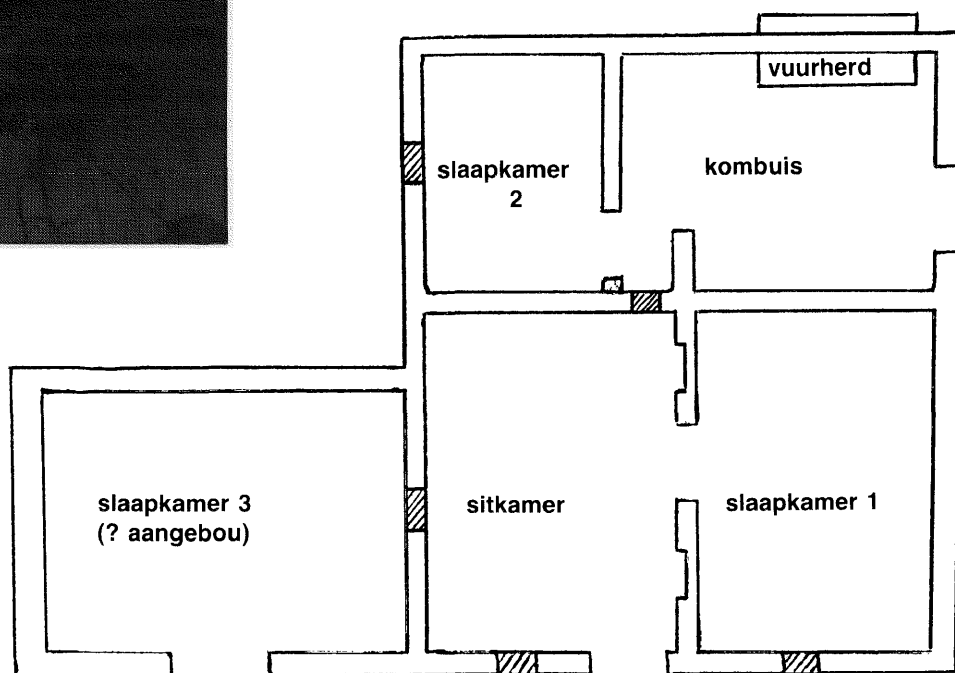 vuurherd
slaapkamer
2
kombuis
slaapkamer 3
(? aangebou)
sitkamer
slaapkamer 1